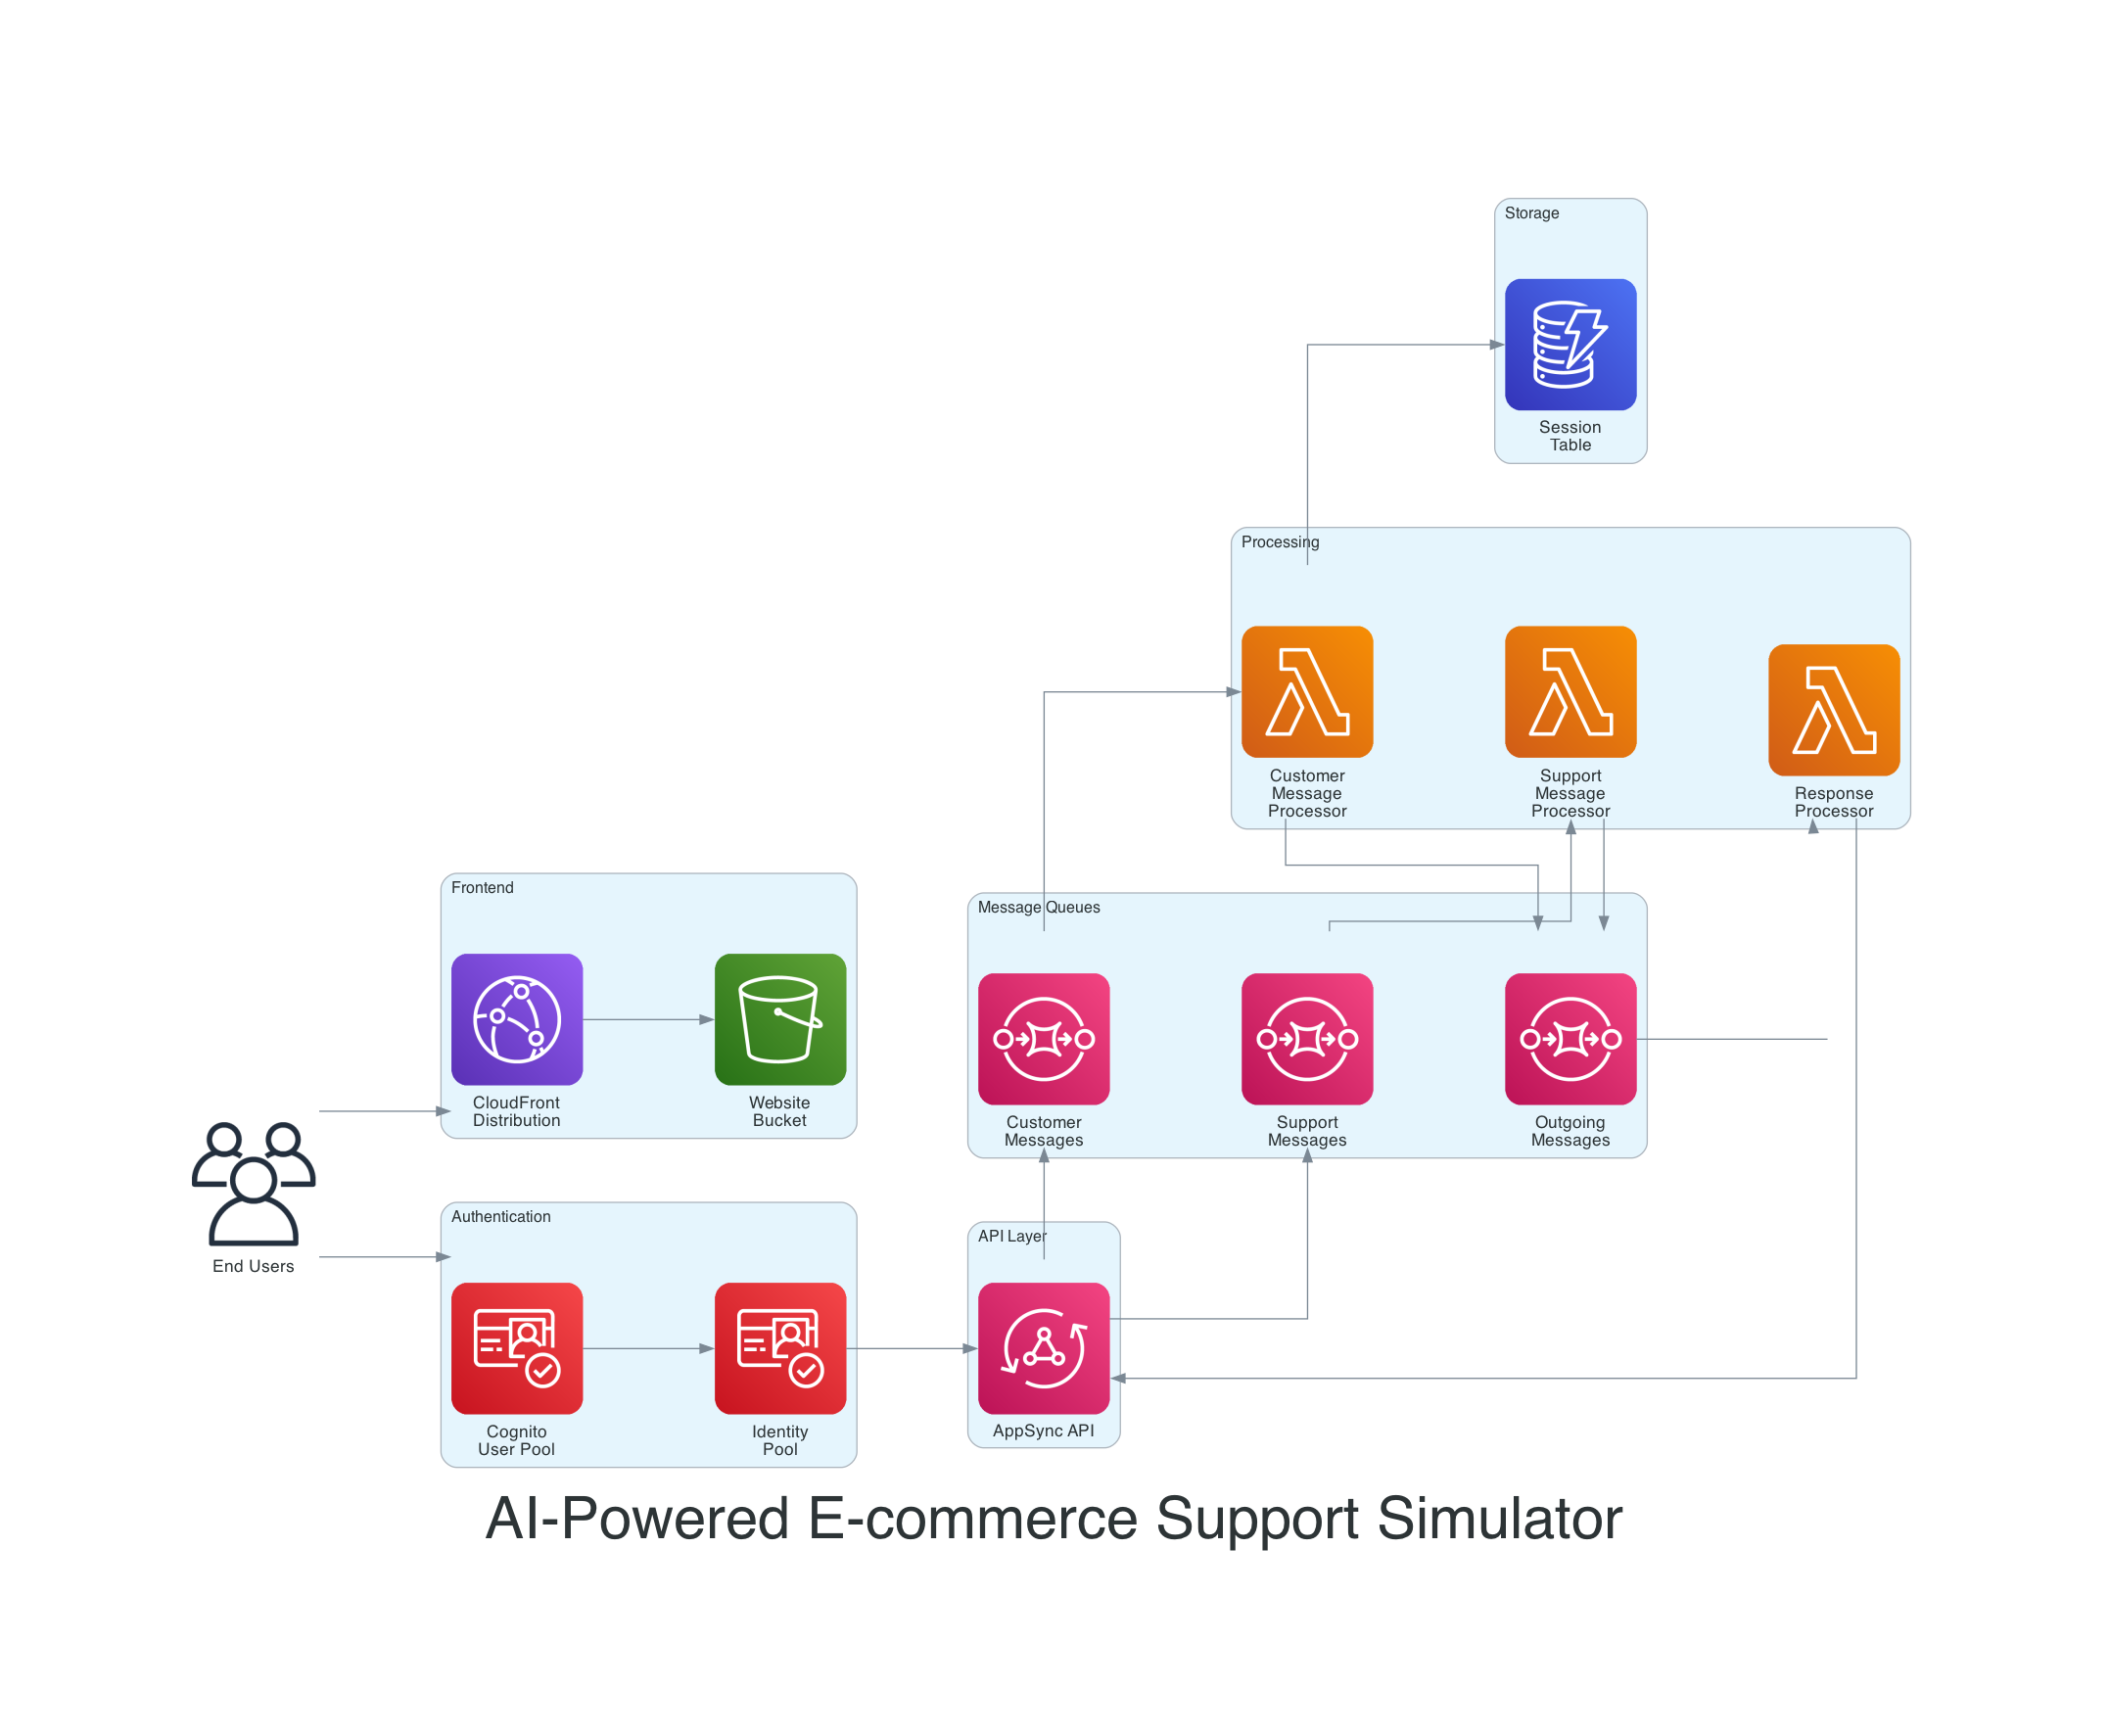 Storage
Session
Table
Processing
Customer
Message
Processor
Support
Message
Processor
Response
Processor
Frontend
CloudFront
Distribution
Website
Bucket
Message Queues
Customer
Messages
Support
Messages
Outgoing
Messages
End Users
Authentication
Cognito
User Pool
Identity
Pool
API Layer
AppSync API
AI-Powered E-commerce Support Simulator